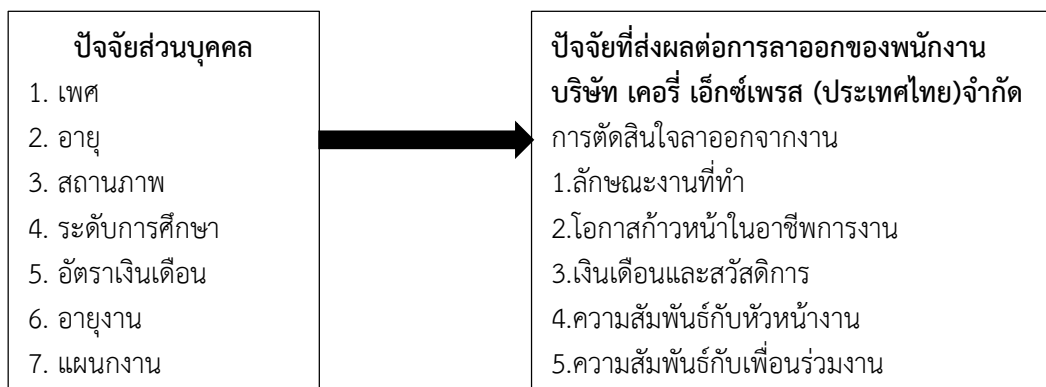 ปัจจัยส่วนบุคคล
1. เพศ
2. อายุ
3. สถานภาพ
4. ระดับการศึกษา
5. อัตราเงินเดือน
6. อายุงาน
7. แผนกงาน
ปัจจัยที่ส่งผลต่อการลาออกของพนักงาน
บริษัท เคอรี่ เอ็กซ์เพรส (ประเทศไทย)จำกัด
การตัดสินใจลาออกจากงาน
1.ลักษณะงานที่ทำ
2.โอกาสก้าวหน้าในอาชีพการงาน
3.เงินเดือนและสวัสดิการ
4.ความสัมพันธ์กับหัวหน้างาน
5.ความสัมพันธ์กับเพื่อนร่วมงาน